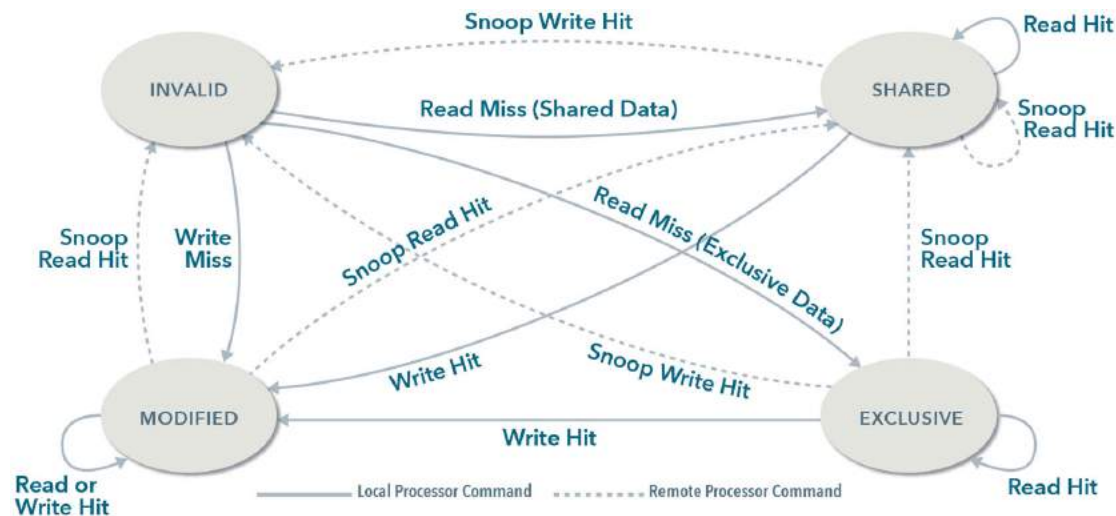 Snoop Write Hit
Read Hit
INVALID
SHARED
Read Miss (Shared Data)
Snoop
Read Hit
Snoop
Read Hit
Write
Miss
Snoop Read Hit
Read Miss (Exclusive Data)
Snoop
Read Hit
Write Hit
Snoop Write Hit
MODIFIED
EXCLUSIVE
Write Hit
Read or
Write Hit
Local Processor Command
Remote Processor Command
Read Hit